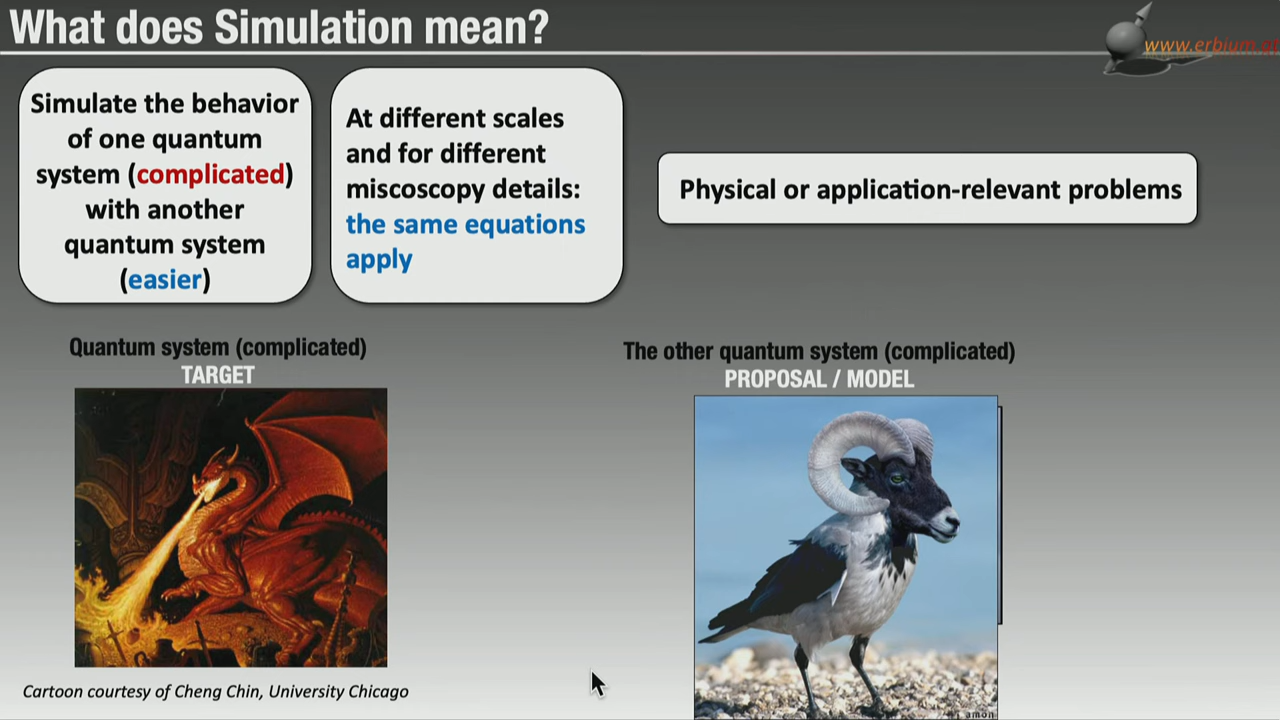 What does Simulation mean?
www.erbium.at
Simulate the behavior
of one quantum
system (complicated)
with another
quantum system
(easier)
At different scales
and for different
miscoscopy details:
the same equations
apply
Physical or application-relevant problems
Quantum system (complicated)
TARGET
The other quantum system (complicated)
PROPOSAL / MODEL
Cartoon courtesy of Cheng Chin, University Chicago
amon